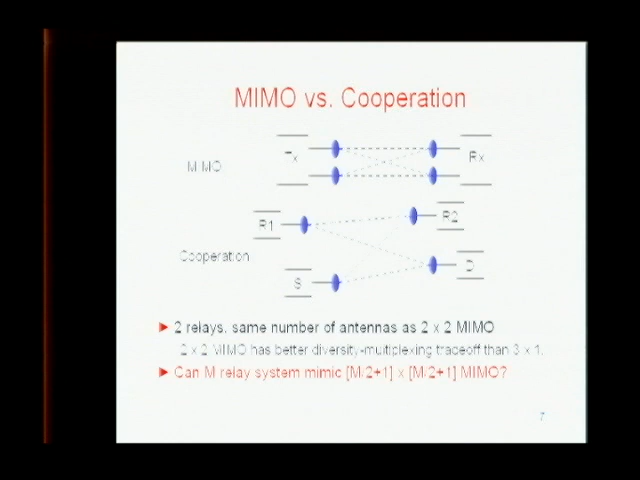 MIMO vs. Cooperation
Tx
Rx
MIMO
R1
R2
Cooperation
D
S
2 relays, same number of antennas as 2 x 2 MIMO
2 x 2 MIMO has better diversity-multiplexing traceoff than 3 x 1.
Can M relay system mimic [M/2+1] x [M/2+1] MIMO?
7